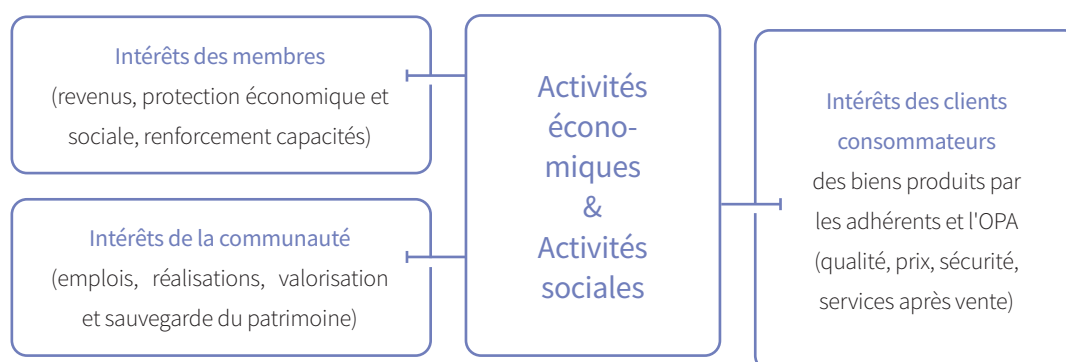 Intérêts des membres
(revenus, protection économique et
sociale, renforcement capacités)
Intérêts de la communauté
(emplois, réalisations, valorisation
et sauvegarde du patrimoine)
Activités
écono-
miques
&
Activités
sociales
Intérêts des clients
consommateurs
des biens produits par
les adhérents et l'OPA
(qualité, prix, sécurité,
services après vente)